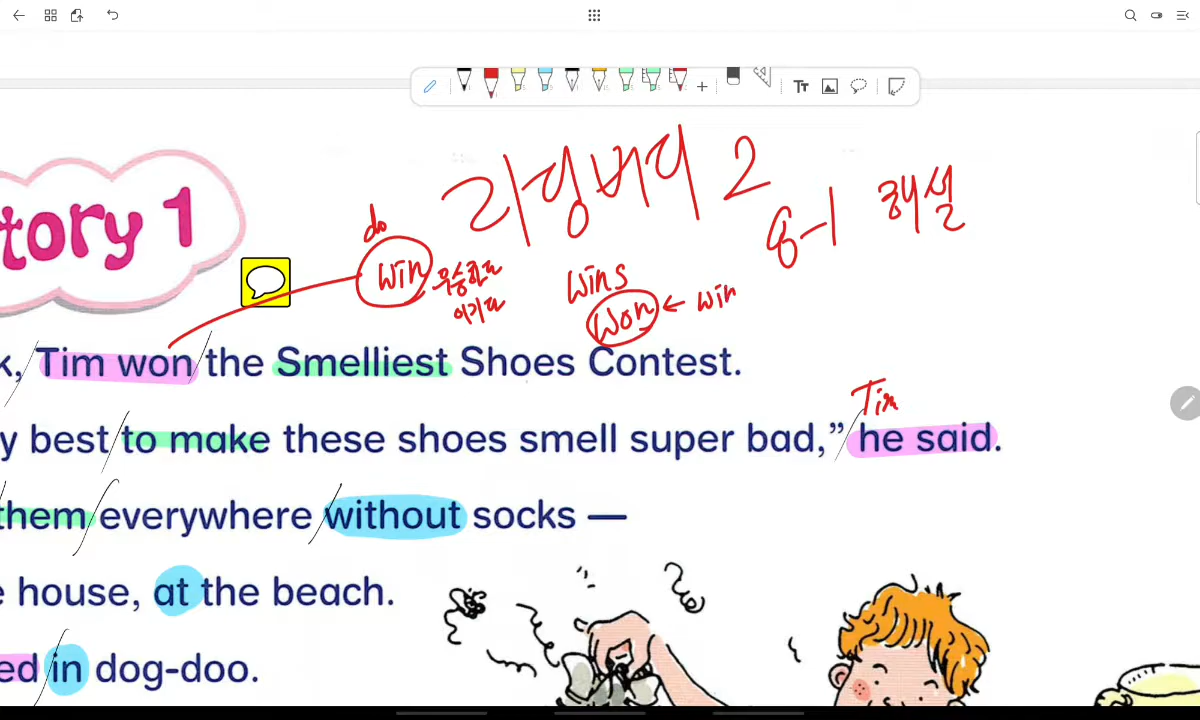 리딩버디 2
8-1 해설
tory 1
do
win 우승하다
이기다
wins
won ← win
k, Tim won the Smelliest Shoes Contest.
Tim
y best to make these shoes smell super bad,” he said.
them everywhere without socks —
e house, at the beach.
ed in dog-doo.